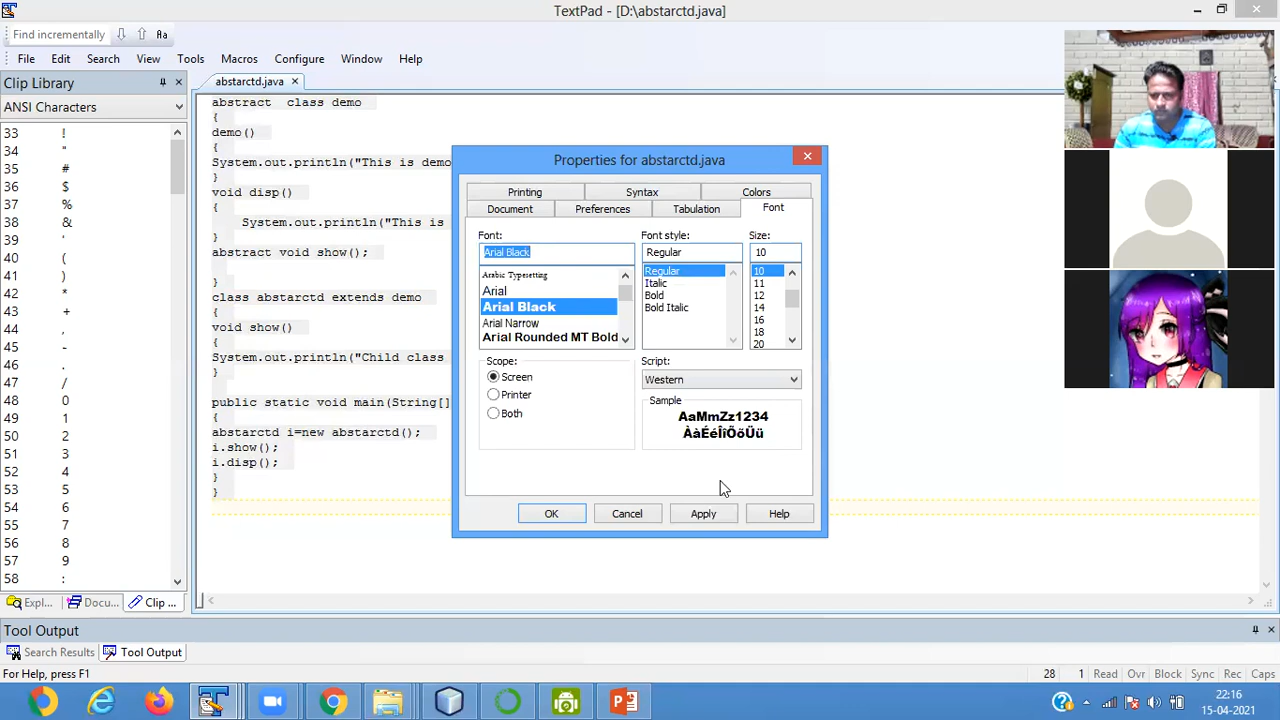 TextPad - [D:\abstarctd.java]
Find incrementally
Aa
File Edit Search View Tools Macros Configure Window Help
Clip Library
ANSI Characters
33 !
34 "
35 #
36 $
37 %
38 &
39 '
40 (
41 )
42 *
43 +
44 ,
45 -
46 .
47 /
48 0
49 1
50 2
51 3
52 4
53 5
54 6
55 7
56 8
57 9
58 :
Expl...
Docu...
Clip ...
abstarctd.java
abstract  class demo
{
demo()
{
System.out.println("This is demo
}
void disp()
{
    System.out.println("This is
}
abstract void show();
}
class abstarctd extends demo
{
void show()
{
System.out.println("Child class
}
public static void main(String[]
{
abstarctd i=new abstarctd();
i.show();
i.disp();
}
}
Properties for abstarctd.java
Printing Syntax Colors
Document Preferences Tabulation Font
Font: Font style: Size:
Arial Black Regular 10
Arabic Typesetting
Arial
Arial Black
Arial Narrow
Arial Rounded MT Bold
Regular
Italic
Bold
Bold Italic
10
11
12
14
16
18
20
Scope:
Screen
Printer
Both
Script:
Western
Sample
AaMmZz1234
ÀàÉéÎîÕõÜü
OK Cancel Apply Help
Tool Output
Search Results Tool Output
For Help, press F1
28 1 Read Ovr Block Sync Rec Caps
22:16
15-04-2021